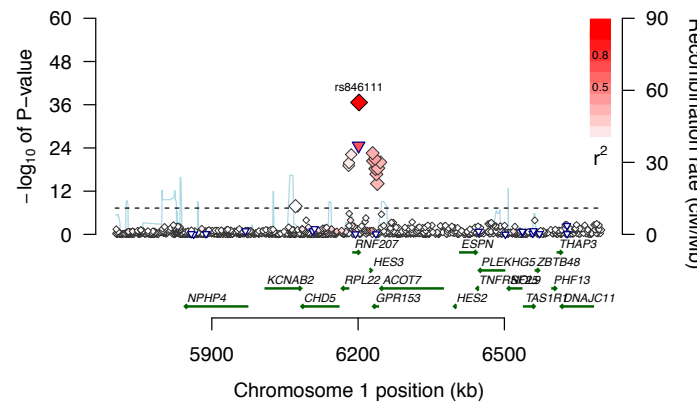 60
48
36
24
12
0
− log10 of P−value
rs846111
0.8
0.5
r2
90
60
30
0
Recombination rate (cM/Mb)
RNF207
ESPN
THAP3
HES3
PLEKHG5
ZBTB48
KCNAB2
RPL22
ACOT7
PHF13
NPHP4
CHD5
GPR153
HES2
TAS1R1
DNAJC11
5900
6200
6500
Chromosome 1 position (kb)